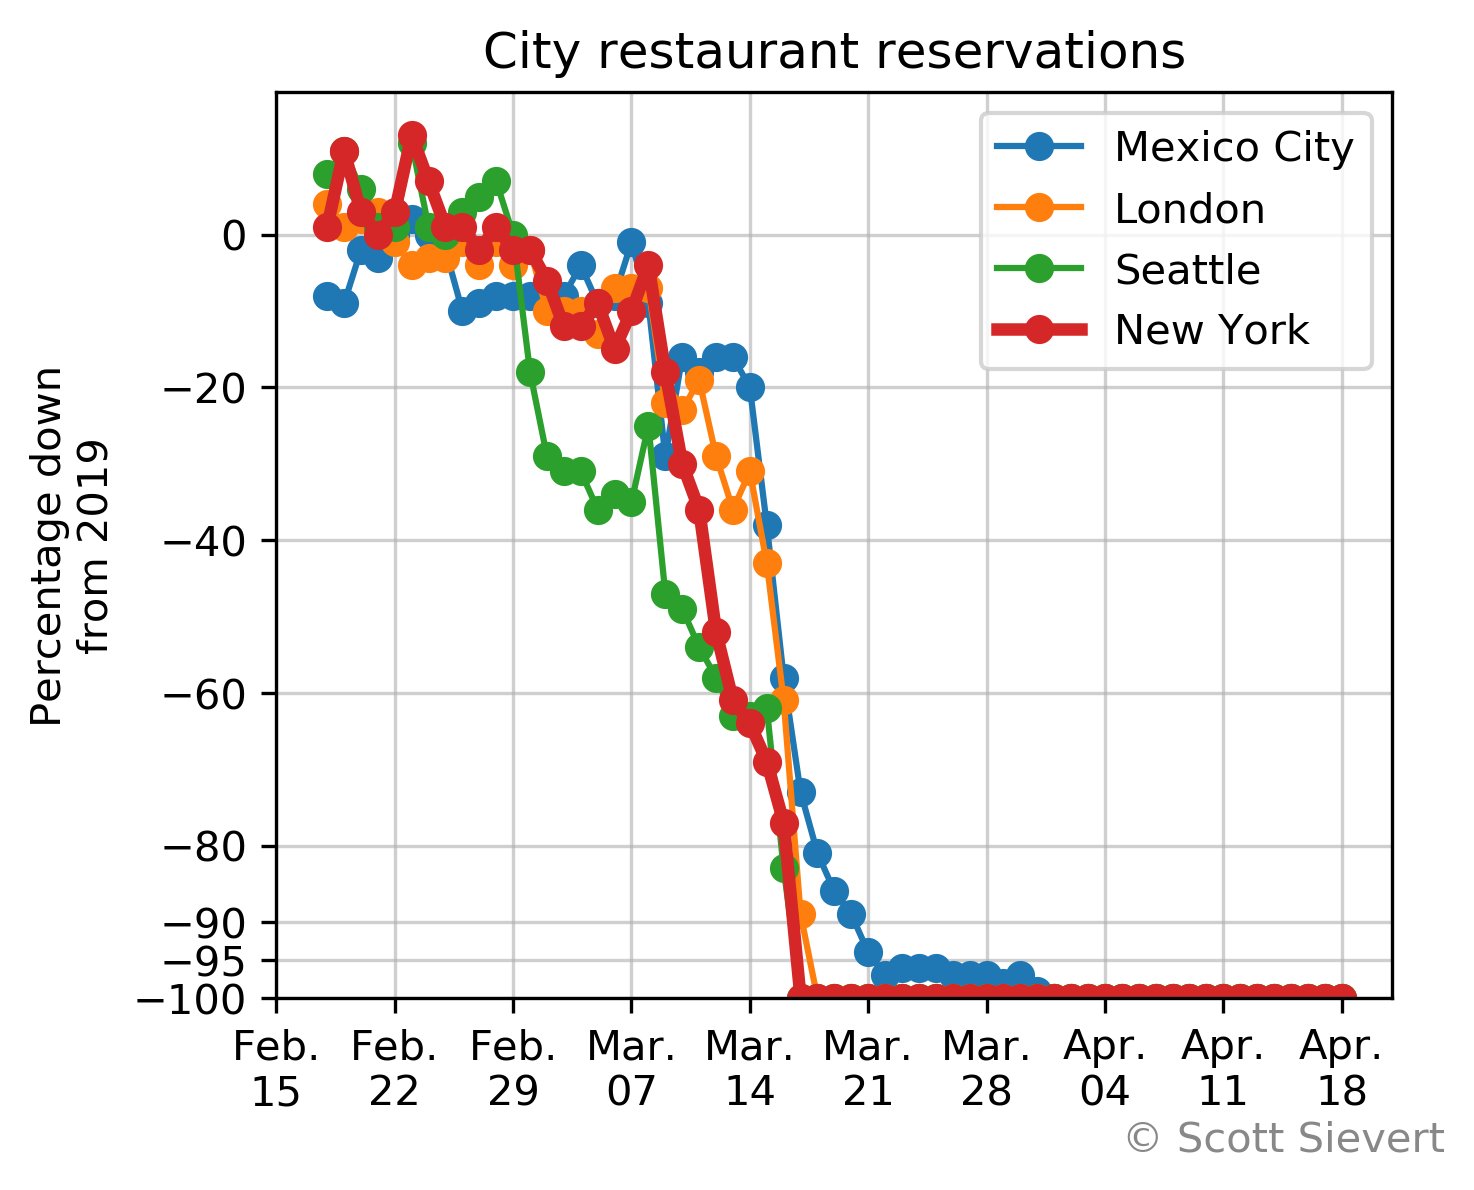 City restaurant reservations
Percentage down
from 2019
0
−20
−40
−60
−80
−90
−95
−100
Mexico City
London
Seattle
New York
Feb. Feb. Feb. Mar. Mar. Mar. Mar. Apr. Apr. Apr.
15 22 29 07 14 21 28 04 11 18
© Scott Sievert